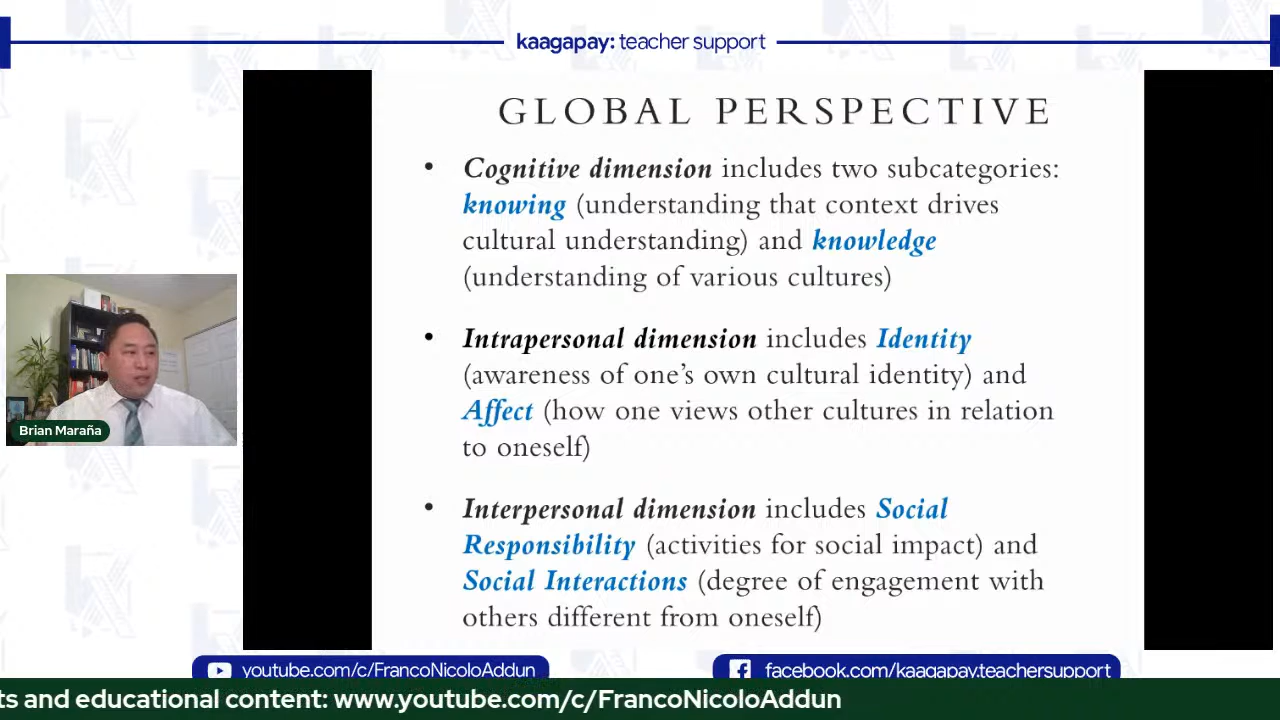 kaagapay: teacher support
GLOBAL PERSPECTIVE
• Cognitive dimension includes two subcategories:
knowing (understanding that context drives
cultural understanding) and knowledge
(understanding of various cultures)
• Intrapersonal dimension includes Identity
(awareness of one's own cultural identity) and
Affect (how one views other cultures in relation
to oneself)
• Interpersonal dimension includes Social
Responsibility (activities for social impact) and
Social Interactions (degree of engagement with
others different from oneself)
Brian Maraña
youtube.com/c/FrancoNicoloAddun
facebook.com/kaagapay.teachersupport
ts and educational content: www.youtube.com/c/FrancoNicoloAddun